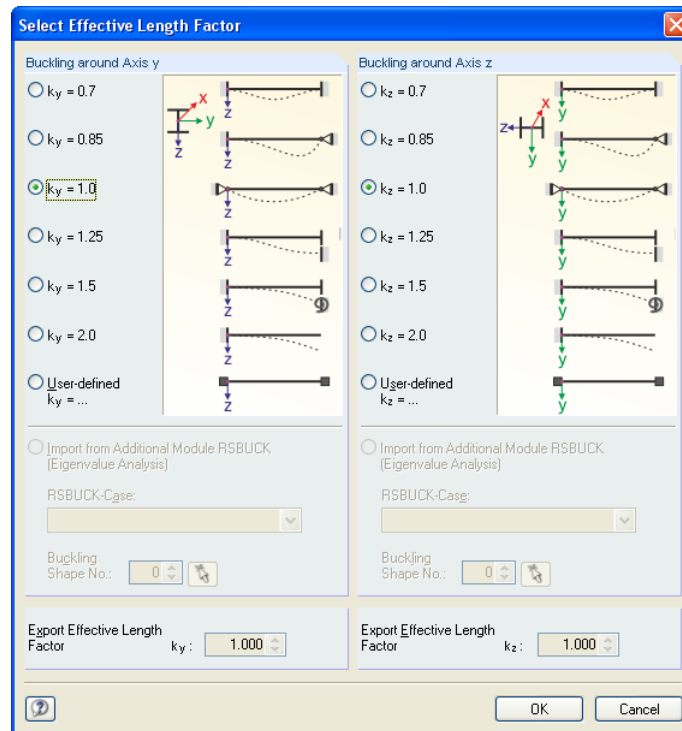 Select Effective Length Factor
Buckling around Axis y
ky = 0.7
ky = 0.85
ky = 1.0
ky = 1.25
ky = 1.5
ky = 2.0
User-defined
ky = ...
x
y
z
z
z
z
z
z
z
z
Import from Additional Module RSBUCK
(Eigenvalue Analysis)
RSBUCK-Case:
Buckling
Shape No.: 0
Export Effective Length
Factor ky : 1.000
Buckling around Axis z
kz = 0.7
kz = 0.85
kz = 1.0
kz = 1.25
kz = 1.5
kz = 2.0
User-defined
kz = ...
x
z
y
y
y
y
y
y
y
y
Import from Additional Module RSBUCK
(Eigenvalue Analysis)
RSBUCK-Case:
Buckling
Shape No.: 0
Export Effective Length
Factor kz : 1.000
OK Cancel